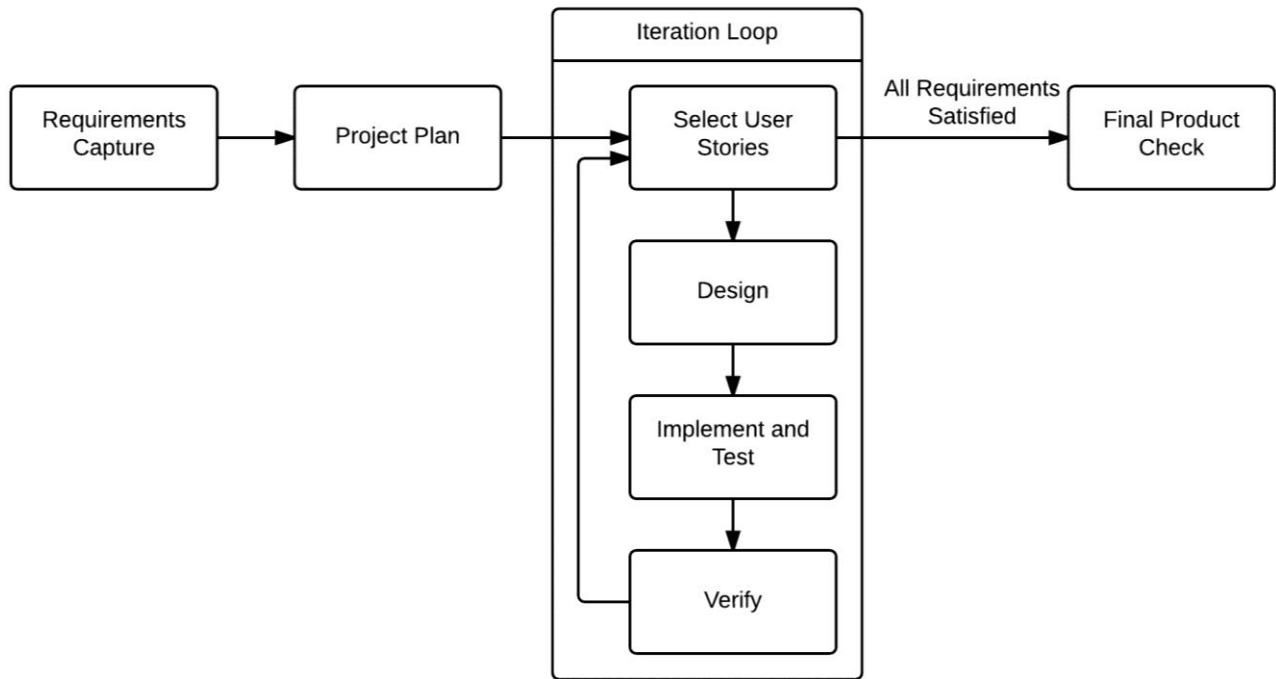 Iteration Loop
Requirements
Capture
Project Plan
Select User
Stories
All Requirements
Satisfied
Final Product
Check
Design
Implement and
Test
Verify